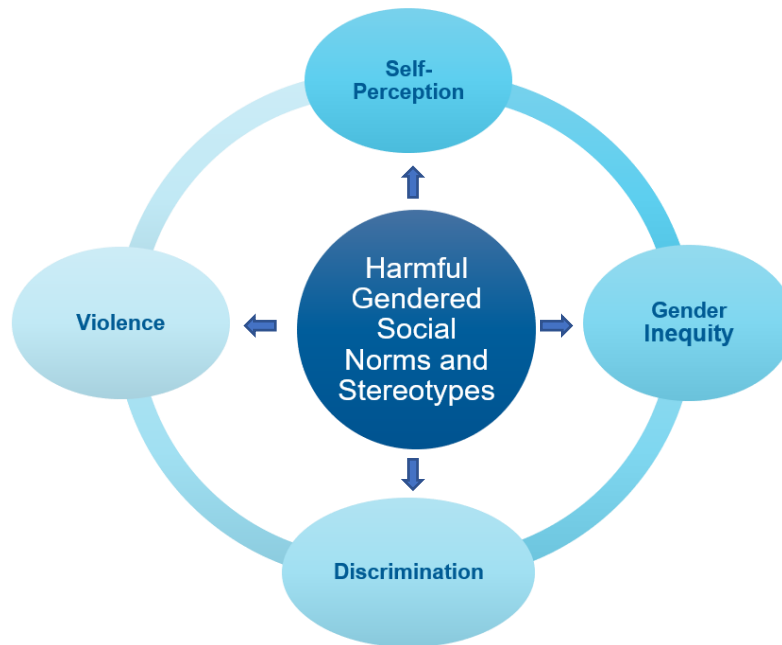 Self-
Perception
Harmful
Gendered
Social
Norms and
Stereotypes
Violence
Gender
Inequity
Discrimination